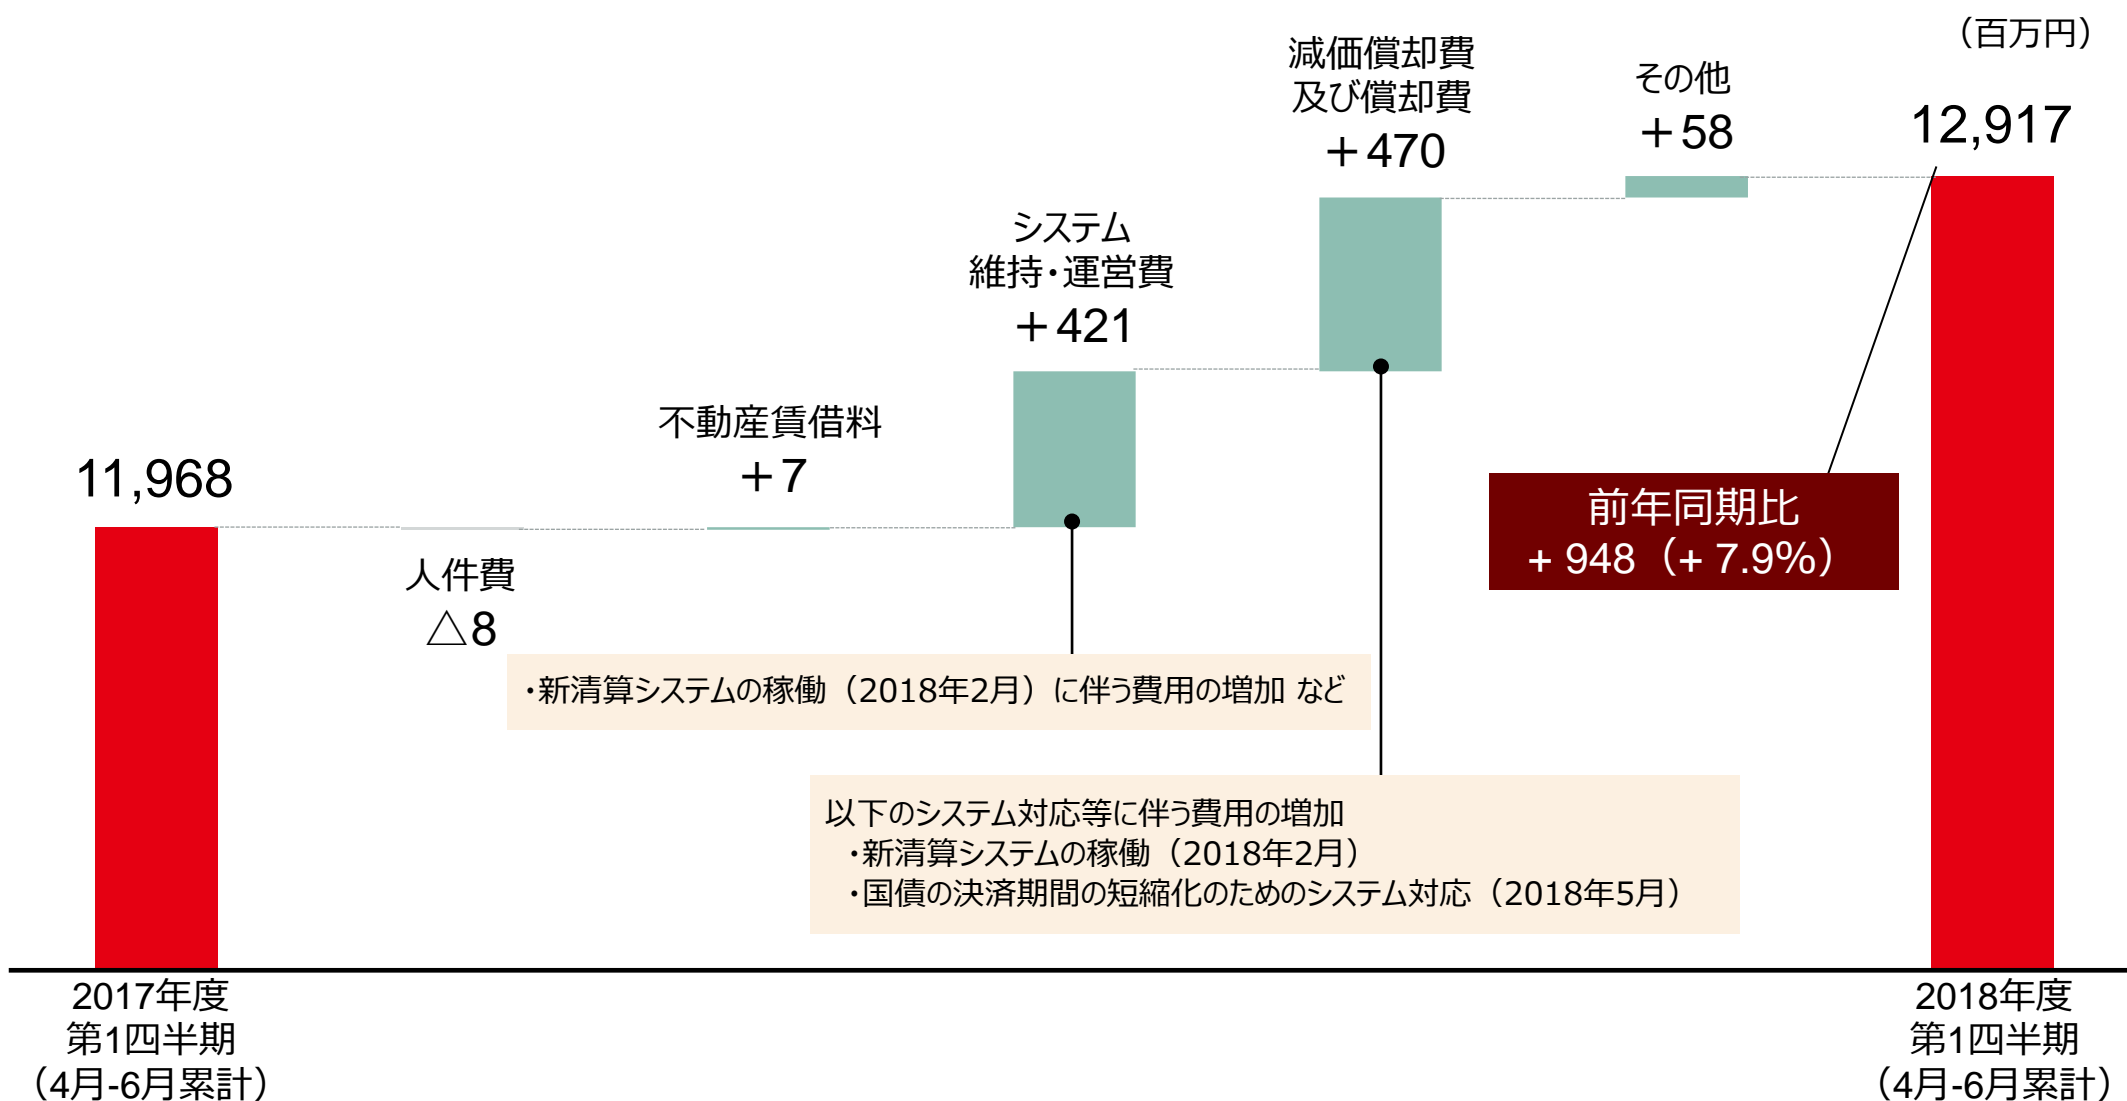 （百万円）
11,968
人件費
△8
不動産賃借料
＋7
システム
維持・運営費
＋421
減価償却費
及び償却費
＋470
その他
＋58
12,917
前年同期比
+ 948（+ 7.9%）
・新清算システムの稼働（2018年2月）に伴う費用の増加 など
以下のシステム対応等に伴う費用の増加
・新清算システムの稼働（2018年2月）
・国債の決済期間の短縮化のためのシステム対応（2018年5月）
2017年度
第1四半期
（4月-6月累計）
2018年度
第1四半期
（4月-6月累計）